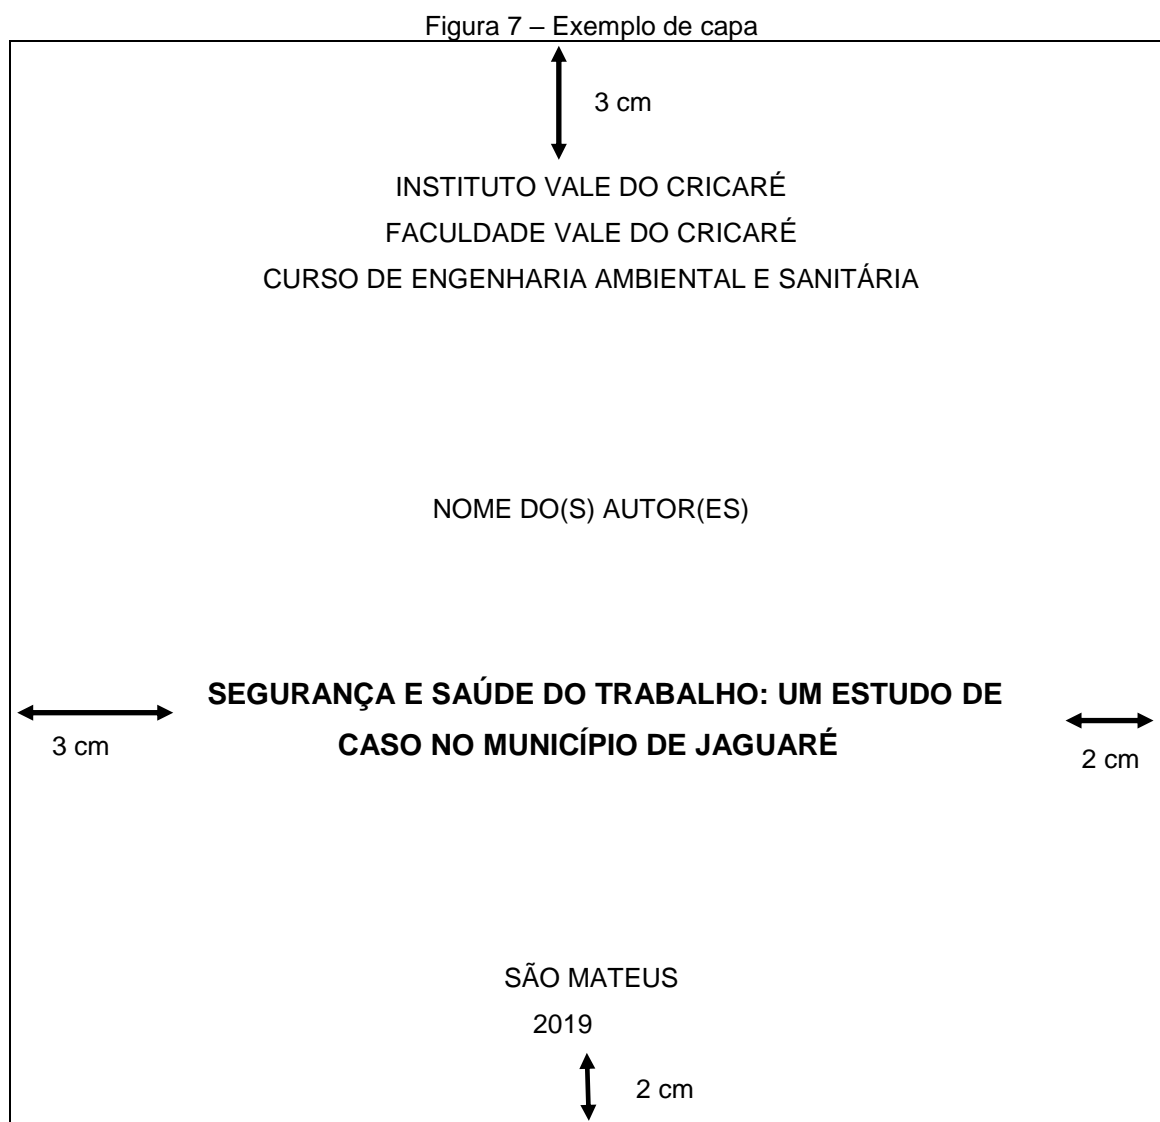 Figura 7 – Exemplo de capa
3 cm
INSTITUTO VALE DO CRICARÉ
FACULDADE VALE DO CRICARÉ
CURSO DE ENGENHARIA AMBIENTAL E SANITÁRIA
NOME DO(S) AUTOR(ES)
SEGURANÇA E SAÚDE DO TRABALHO: UM ESTUDO DE
CASO NO MUNICÍPIO DE JAGUARÉ
3 cm
2 cm
SÃO MATEUS
2019
2 cm